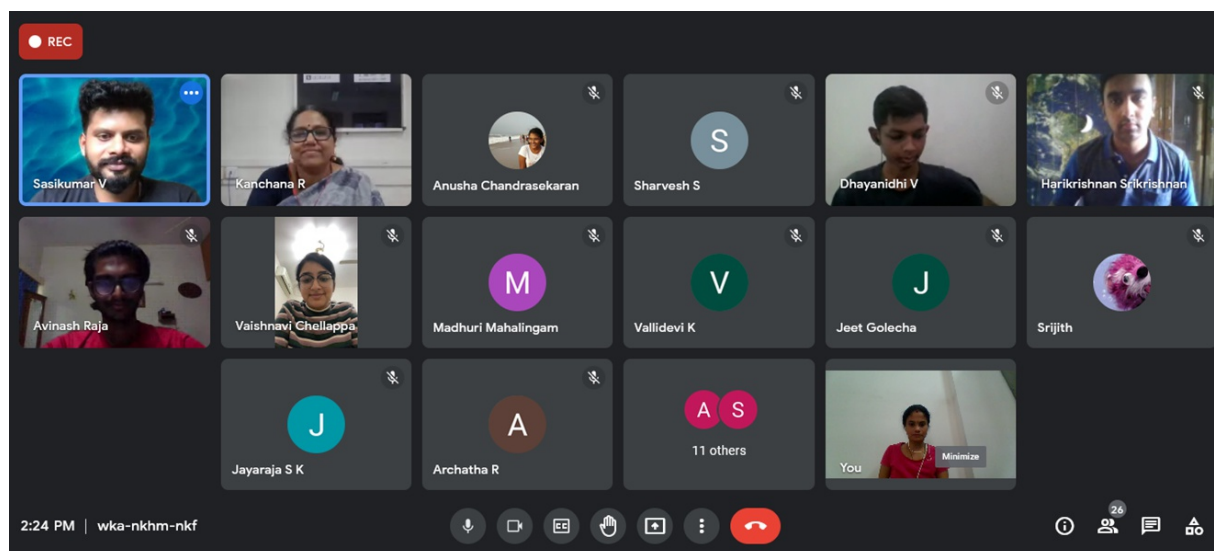 REC
Sasikumar V
Kanchana R
Anusha Chandrasekaran
S
Sharvesh S
Dhayanidhi V
Harikrishnan Srikrishnan
Avinash Raja
Vaishnavi Chellappa
M
Madhuri Mahalingam
V
Vallidevi K
J
Jeet Golecha
Srijith
J
Jayaraja S K
A
Archatha R
A S
11 others
You
Minimize
2:24 PM | wka-nkhm-nkf
CC
26